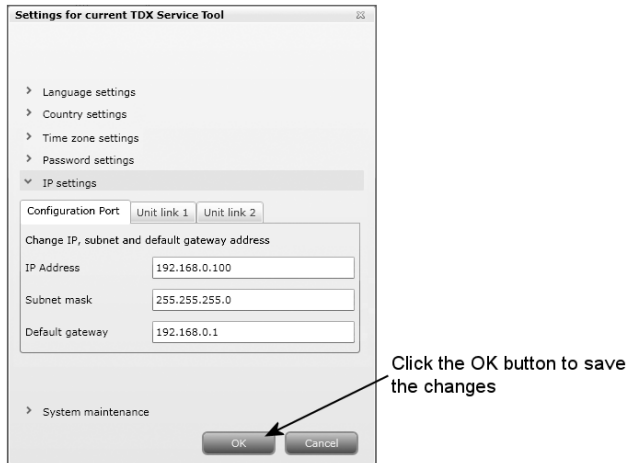 Settings for current TDX Service Tool
Language settings
Country settings
Time zone settings
Password settings
IP settings
Configuration Port
Unit link 1
Unit link 2
Change IP, subnet and default gateway address
IP Address
192.168.0.100
Subnet mask
255.255.255.0
Default gateway
192.168.0.1
Click the OK button to save
the changes
System maintenance
OK
Cancel